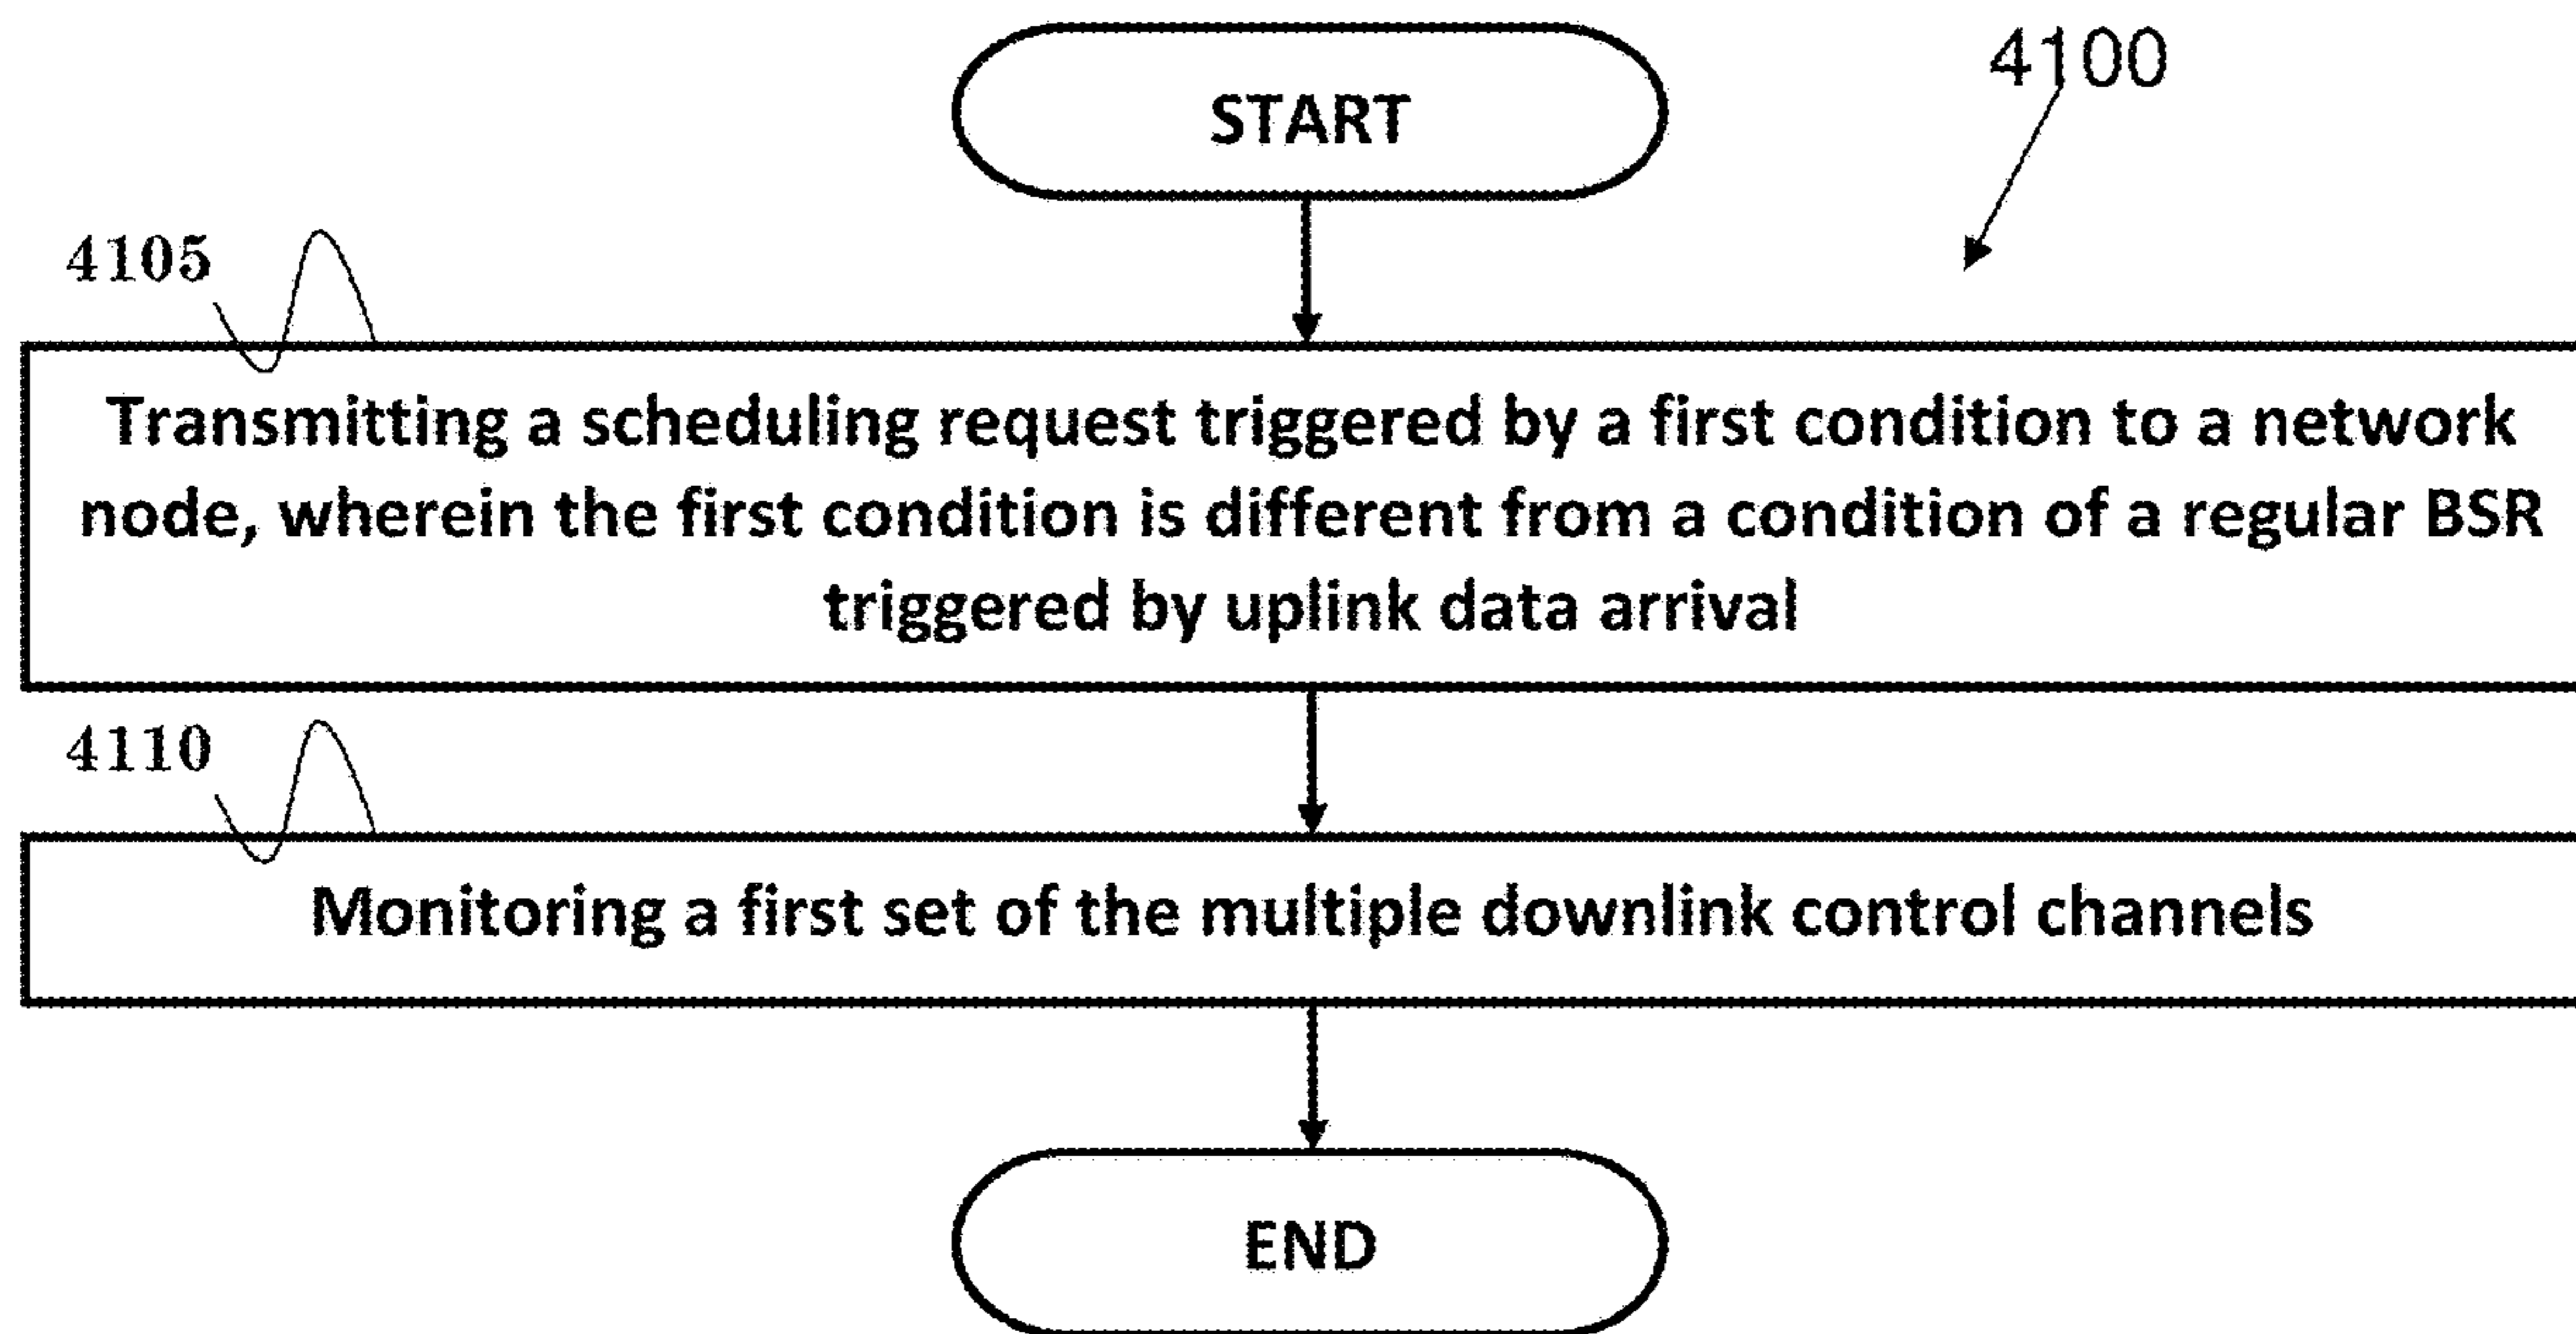 START
4100
4105
Transmitting a scheduling request triggered by a first condition to a network
node, wherein the first condition is different from a condition of a regular BSR
triggered by uplink data arrival
4110
Monitoring a first set of the multiple downlink control channels
END